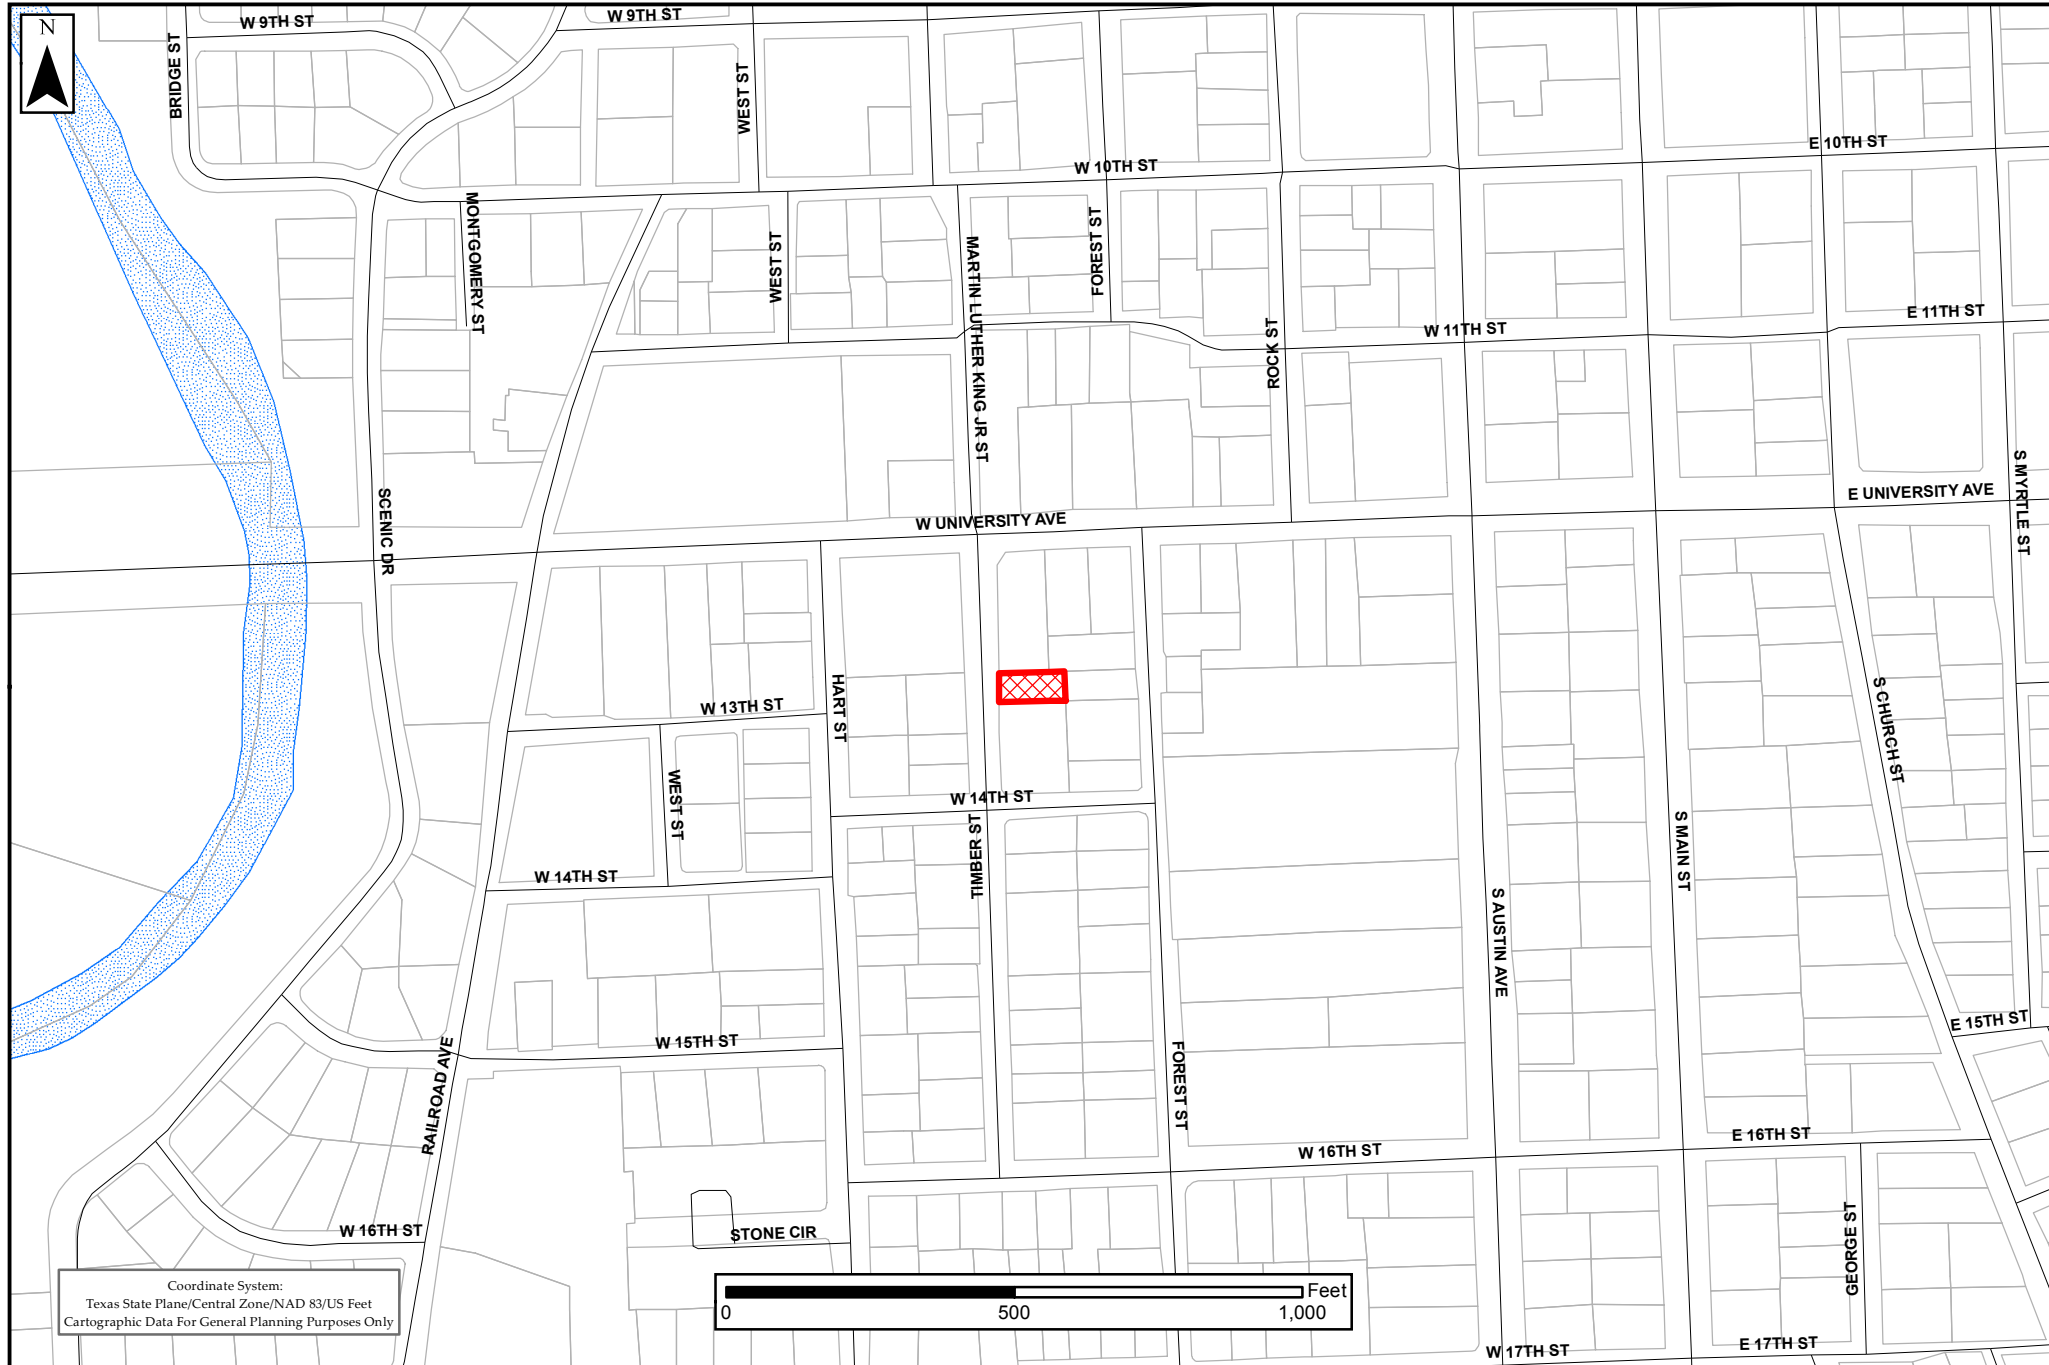 N
W 9TH ST
W 9TH ST
BRIDGE ST
WEST ST
E 10TH ST
W 10TH ST
MONTGOMERY ST
WEST ST
MARTIN LUTHER KING JR ST
FOREST ST
ROCK ST
E 11TH ST
W 11TH ST
S MYRTLE ST
SCENIC DR
W UNIVERSITY AVE
E UNIVERSITY AVE
HART ST
W 13TH ST
S CHURCH ST
WEST ST
W 14TH ST
TIMBER ST
S MAIN ST
W 14TH ST
S AUSTIN AVE
E 15TH ST
W 15TH ST
RAILROAD AVE
FOREST ST
E 16TH ST
W 16TH ST
W 16TH ST
STONE CIR
GEORGE ST
Coordinate System:
Texas State Plane/Central Zone/NAD 83/US Feet
Cartographic Data For General Planning Purposes Only
Feet
0 500 1,000
W 17TH ST
E 17TH ST